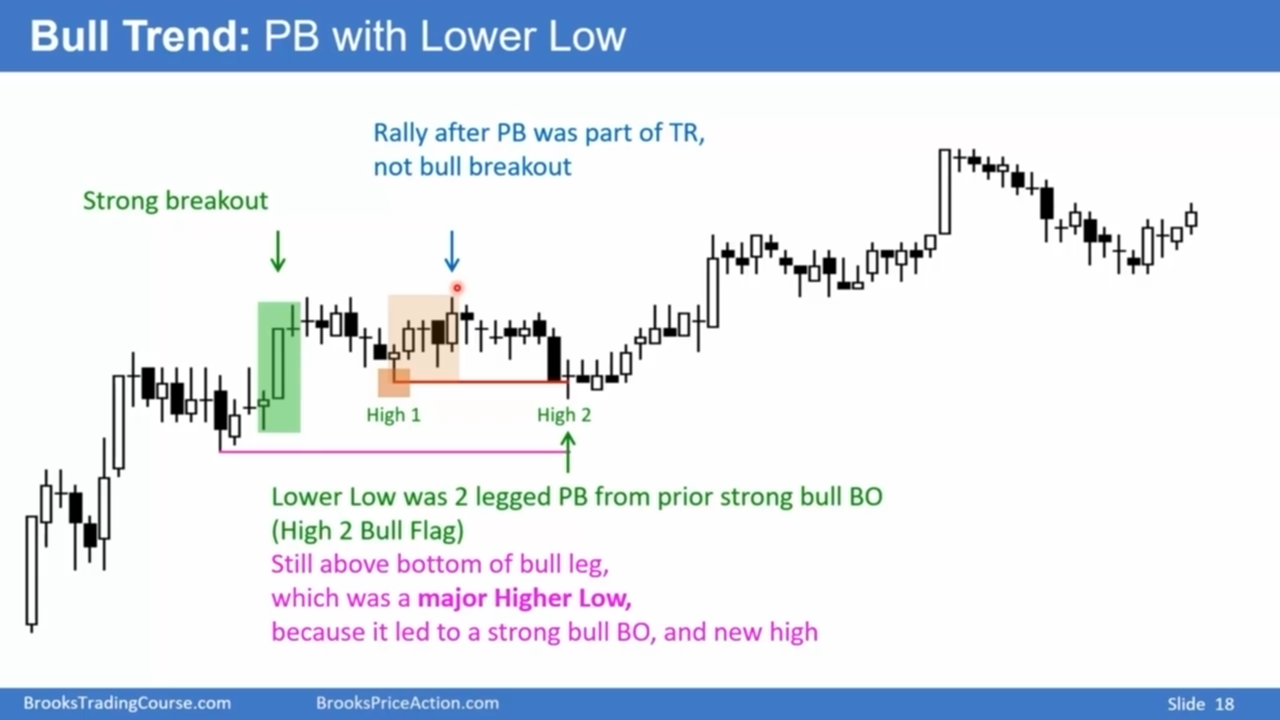 Bull Trend: PB with Lower Low
Rally after PB was part of TR,
not bull breakout
Strong breakout
High 1
High 2
Lower Low was 2 legged PB from prior strong bull BO
(High 2 Bull Flag)
Still above bottom of bull leg,
which was a major Higher Low,
because it led to a strong bull BO, and new high
BrooksTradingCourse.com
BrooksPriceAction.com
Slide 18